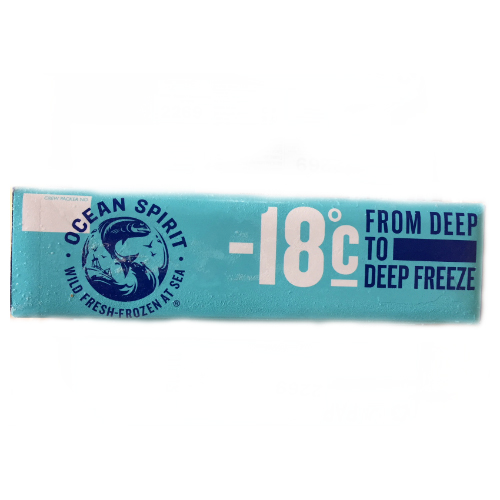 OCEAN SPIRIT
WILD FRESH-FROZEN AT SEA
®
-18°C
FROM DEEP
TO
DEEP FREEZE